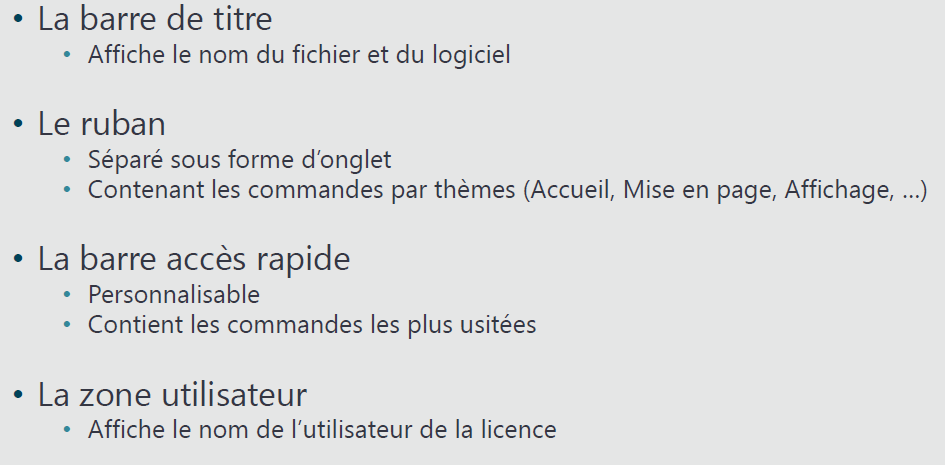 • La barre de titre
• Affiche le nom du fichier et du logiciel
• Le ruban
• Séparé sous forme d’onglet
• Contenant les commandes par thèmes (Accueil, Mise en page, Affichage, …)
• La barre accès rapide
• Personnalisable
• Contient les commandes les plus usitées
• La zone utilisateur
• Affiche le nom de l’utilisateur de la licence